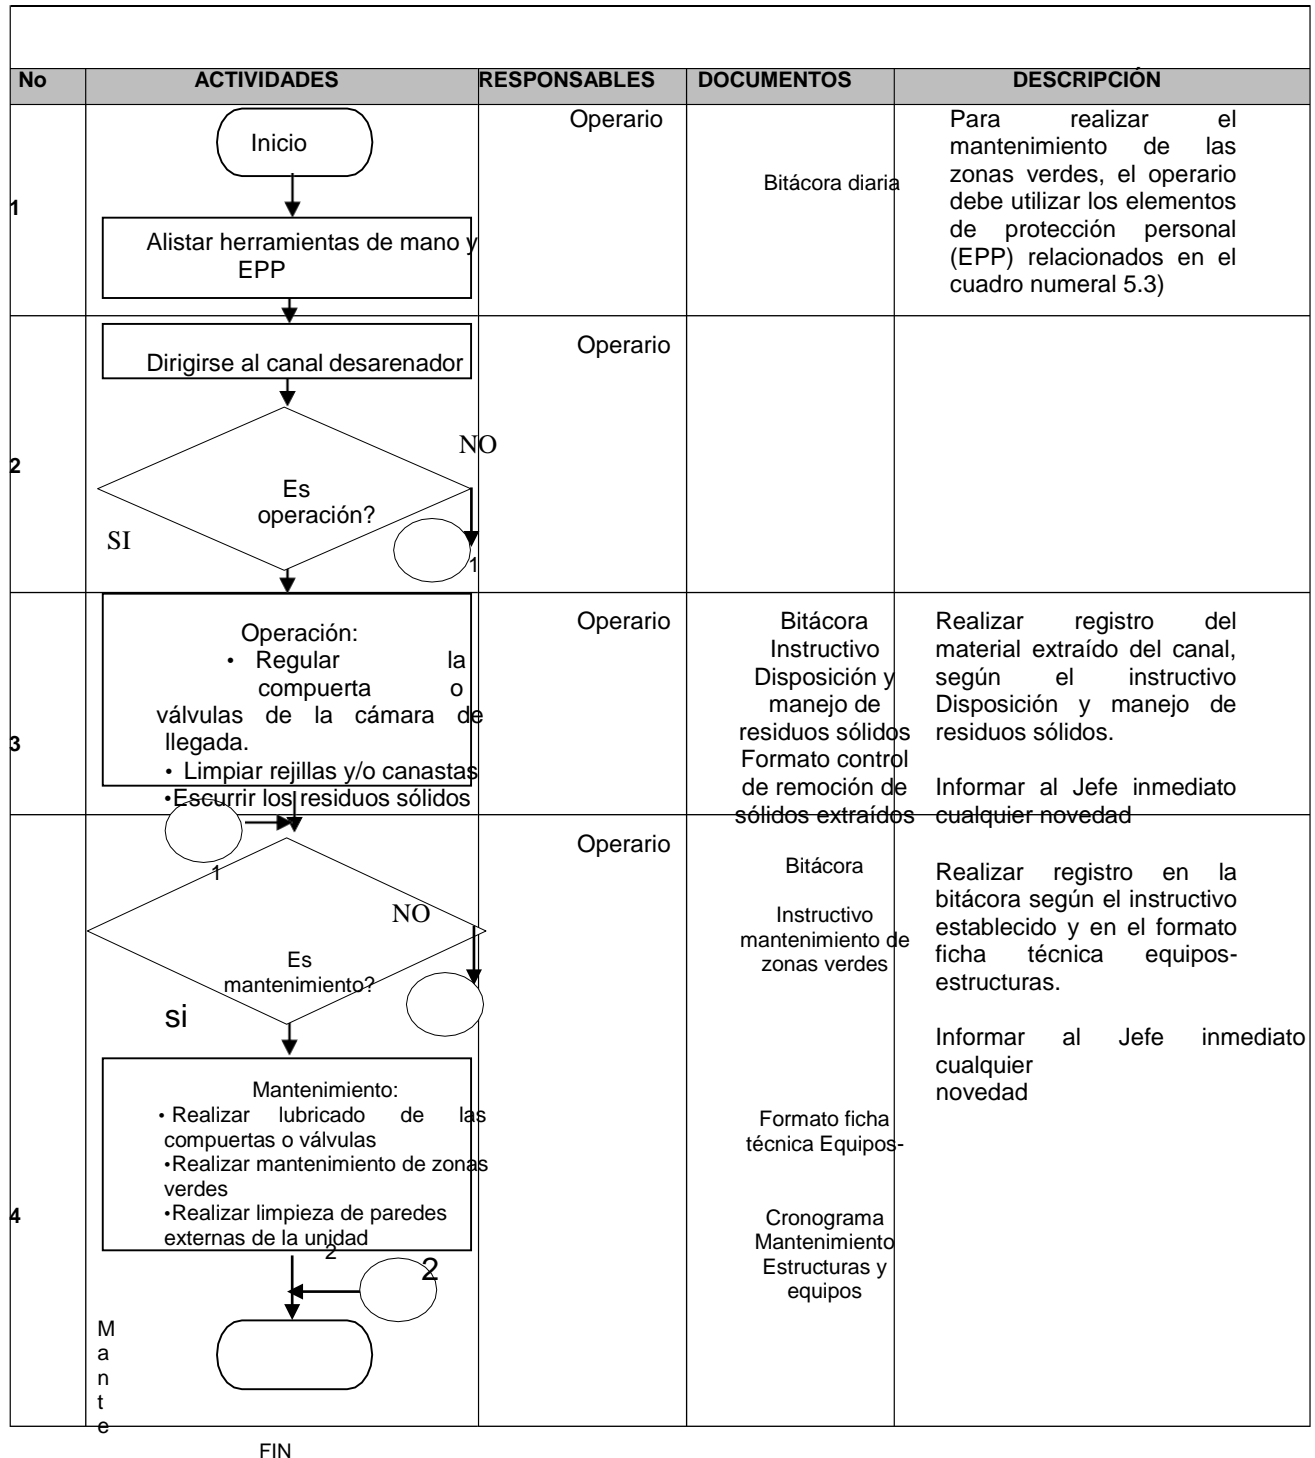 No ACTIVIDADES RESPONSABLES DOCUMENTOS DESCRIPCIÓN
1
Inicio
Alistar herramientas de mano y
EPP
Operario
Bitácora diaria
Para realizar el
mantenimiento de las
zonas verdes, el operario
debe utilizar los elementos
de protección personal
(EPP) relacionados en el
cuadro numeral 5.3)
2
Dirigirse al canal desarenador
NO
Es
operación?
SI
1
Operario
3
Operación:
• Regular la
compuerta o
válvulas de la cámara de
llegada.
• Limpiar rejillas y/o canastas
•Escurrir los residuos sólidos
Operario
Bitácora
Instructivo
Disposición y
manejo de
residuos sólidos
Formato control
de remoción de
sólidos extraídos
Realizar registro del
material extraído del canal,
según el instructivo
Disposición y manejo de
residuos sólidos.
Informar al Jefe inmediato
cualquier novedad
4
1
NO
Es
mantenimiento?
si
Mantenimiento:
• Realizar lubricado de las
compuertas o válvulas
•Realizar mantenimiento de zonas
verdes
•Realizar limpieza de paredes
externas de la unidad
2
2
M
a
n
t
e
Operario
Bitácora
Instructivo
mantenimiento de
zonas verdes
Formato ficha
técnica Equipos-
Cronograma
Mantenimiento
Estructuras y
equipos
Realizar registro en la
bitácora según el instructivo
establecido y en el formato
ficha técnica equipos-
estructuras.
Informar al Jefe inmediato
cualquier
novedad
FIN